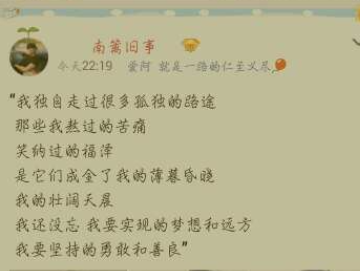 南篱旧事
今天22:19 爱阿 就是一场的仁至义尽
"我独自走过很多孤独的路途
那些我熬过的苦痛
笑纳过的福泽
是它们成全了我的薄暮昏晓
我的壮阔天晨
我还没忘 我要实现的梦想和远方
我要坚持的勇敢和善良"